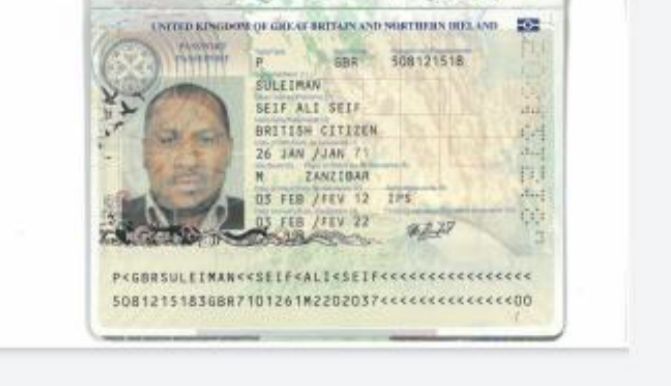 UNITED KINGDOM OF GREAT BRITAIN AND NORTHERN IRELAND
PASSPORT
P GBR 508121518
SULEIMAN
SEIF ALI SEIF
BRITISH CITIZEN
26 JAN /JAN 71
M ZANZIBAR
03 FEB /FEV 12 IPS
03 FEB /FEV 22
P<GBRSULEIMAN<<SEIF<ALI<SEIF<<<<<<<<<<<<<<<<
5081215183GBR7101261M2202037<<<<<<<<<<<<<<00